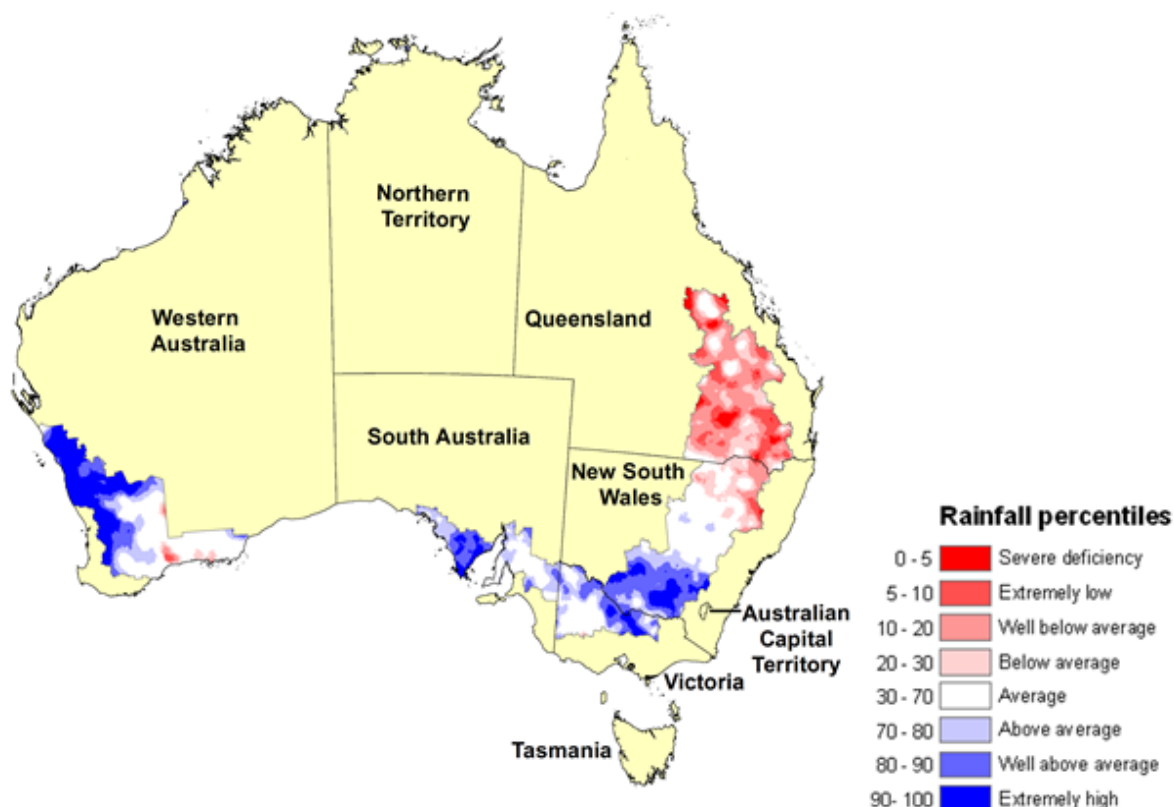 Northern
Territory
Western
Australia
Queensland
South Australia
New South
Wales
Australian
Capital
Territory
Victoria
Tasmania
Rainfall percentiles
0 - 5 Severe deficiency
5 - 10 Extremely low
10 - 20 Well below average
20 - 30 Below average
30 - 70 Average
70 - 80 Above average
80 - 90 Well above average
90- 100 Extremely high